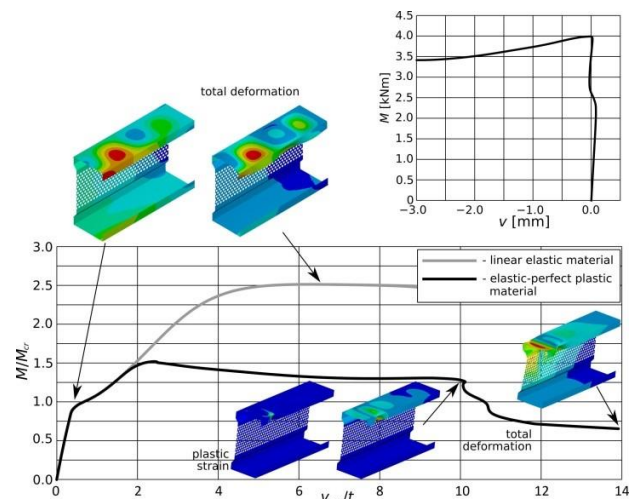 4.5
4.0
3.5
3.0
2.5
2.0
1.5
1.0
0.5
0
M [kNm]
-3.0 -2.0 -1.0 0.0
v [mm]
total deformation
3.0
2.5
2.0
1.5
1.0
0.5
0.0
M/Mcr
- linear elastic material
- elastic-perfect plastic
material
plastic
strain
total
deformation
0 2 4 6 8 10 12 14
v /t